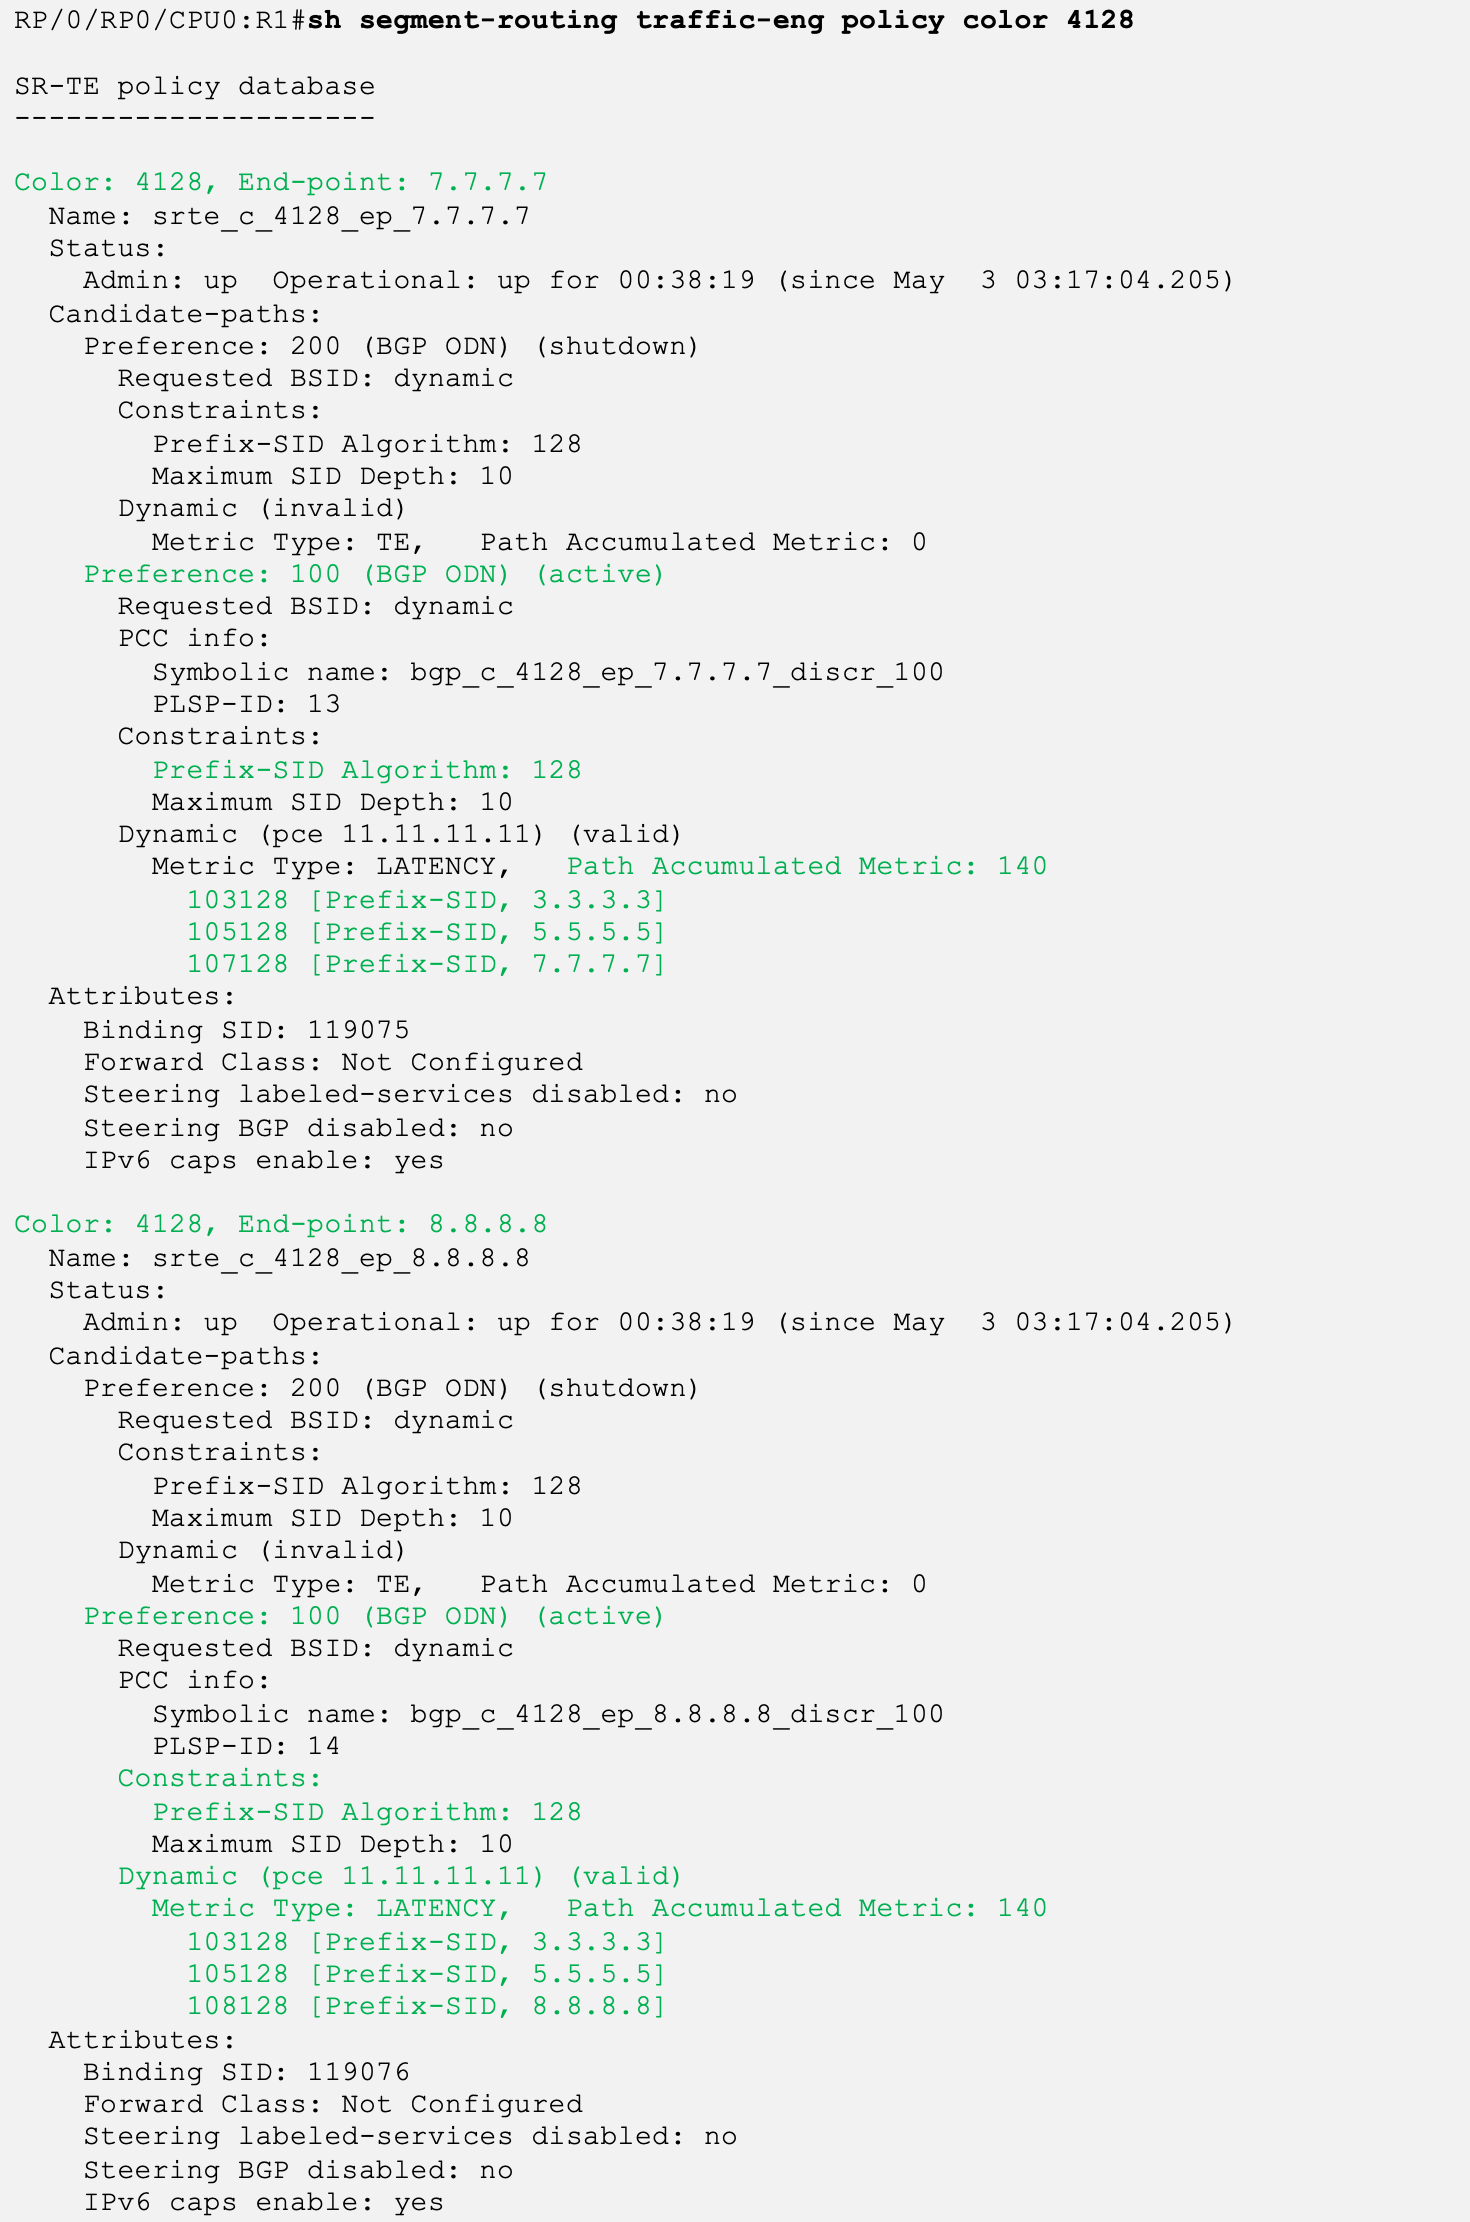 RP/0/RP0/CPU0:R1#sh segment-routing traffic-eng policy color 4128
SR-TE policy database
---------------------
Color: 4128, End-point: 7.7.7.7
  Name: srte_c_4128_ep_7.7.7.7
  Status:
    Admin: up  Operational: up for 00:38:19 (since May  3 03:17:04.205)
  Candidate-paths:
    Preference: 200 (BGP ODN) (shutdown)
      Requested BSID: dynamic
      Constraints:
        Prefix-SID Algorithm: 128
        Maximum SID Depth: 10
      Dynamic (invalid)
        Metric Type: TE,   Path Accumulated Metric: 0
    Preference: 100 (BGP ODN) (active)
      Requested BSID: dynamic
      PCC info:
        Symbolic name: bgp_c_4128_ep_7.7.7.7_discr_100
        PLSP-ID: 13
      Constraints:
        Prefix-SID Algorithm: 128
        Maximum SID Depth: 10
      Dynamic (pce 11.11.11.11) (valid)
        Metric Type: LATENCY,   Path Accumulated Metric: 140
          103128 [Prefix-SID, 3.3.3.3]
          105128 [Prefix-SID, 5.5.5.5]
          107128 [Prefix-SID, 7.7.7.7]
  Attributes:
    Binding SID: 119075
    Forward Class: Not Configured
    Steering labeled-services disabled: no
    Steering BGP disabled: no
    IPv6 caps enable: yes
Color: 4128, End-point: 8.8.8.8
  Name: srte_c_4128_ep_8.8.8.8
  Status:
    Admin: up  Operational: up for 00:38:19 (since May  3 03:17:04.205)
  Candidate-paths:
    Preference: 200 (BGP ODN) (shutdown)
      Requested BSID: dynamic
      Constraints:
        Prefix-SID Algorithm: 128
        Maximum SID Depth: 10
      Dynamic (invalid)
        Metric Type: TE,   Path Accumulated Metric: 0
    Preference: 100 (BGP ODN) (active)
      Requested BSID: dynamic
      PCC info:
        Symbolic name: bgp_c_4128_ep_8.8.8.8_discr_100
        PLSP-ID: 14
      Constraints:
        Prefix-SID Algorithm: 128
        Maximum SID Depth: 10
      Dynamic (pce 11.11.11.11) (valid)
        Metric Type: LATENCY,   Path Accumulated Metric: 140
          103128 [Prefix-SID, 3.3.3.3]
          105128 [Prefix-SID, 5.5.5.5]
          108128 [Prefix-SID, 8.8.8.8]
  Attributes:
    Binding SID: 119076
    Forward Class: Not Configured
    Steering labeled-services disabled: no
    Steering BGP disabled: no
    IPv6 caps enable: yes